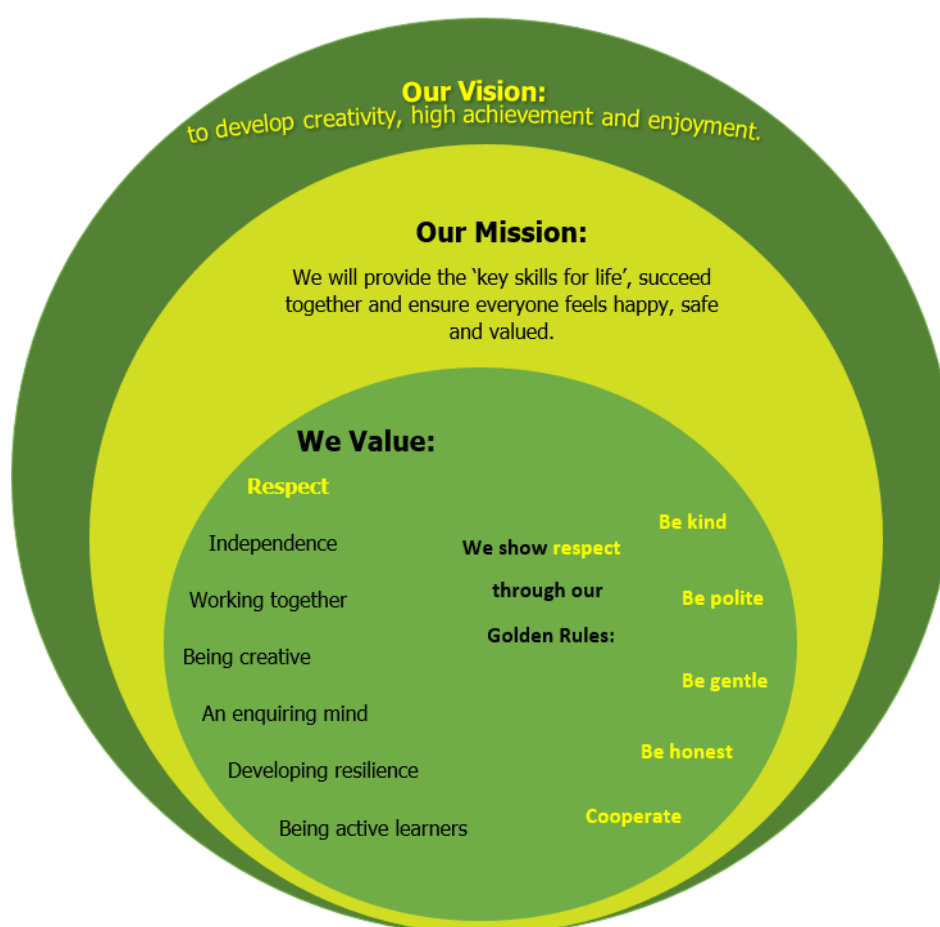 Our Vision:
to develop creativity, high achievement and enjoyment.
Our Mission:
We will provide the ‘key skills for life’, succeed
together and ensure everyone feels happy, safe
and valued.
We Value:
Respect
Independence
Working together
Being creative
An enquiring mind
Developing resilience
Being active learners
We show respect
through our
Golden Rules:
Be kind
Be polite
Be gentle
Be honest
Cooperate